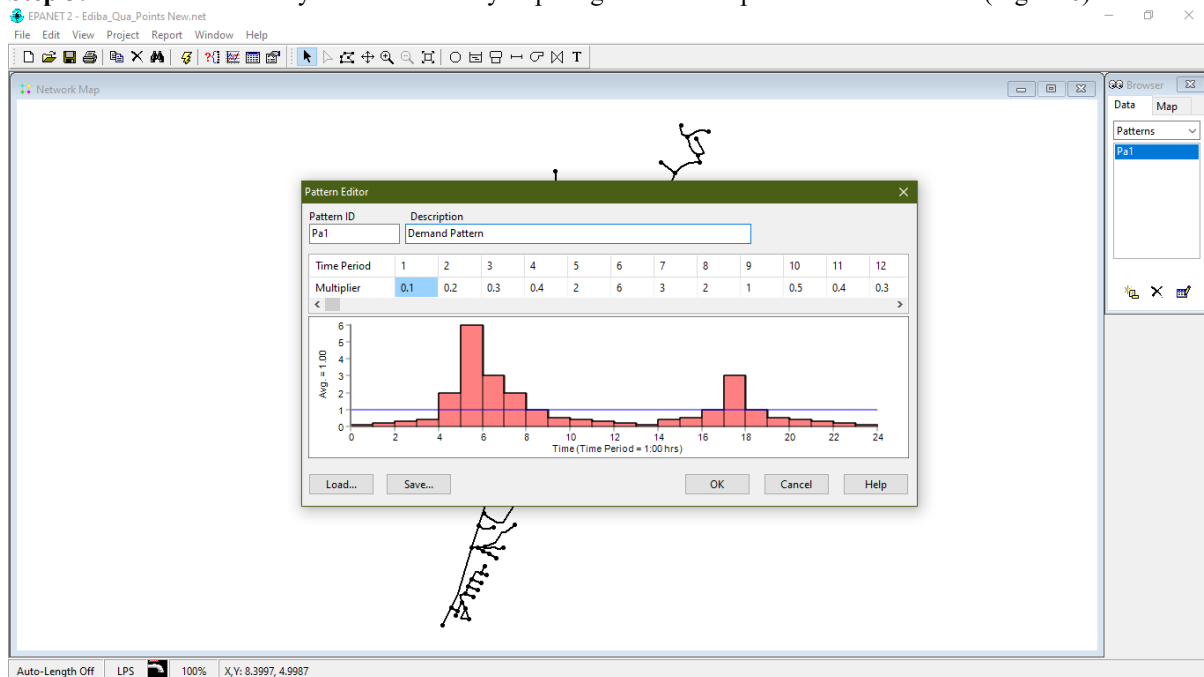 EPANET 2 - Ediba_Qua_Points New.net
File Edit View Project Report Window Help
T
Network Map
Browser
Data Map
Patterns
Pa1
Pattern Editor
Pattern ID Description
Pa1 Demand Pattern
Time Period 1 2 3 4 5 6 7 8 9 10 11 12
Multiplier 0.1 0.2 0.3 0.4 2 6 3 2 1 0.5 0.4 0.3
6
5
4
3
2
1
0
Avg. = 1.00
0 2 4 6 8 10 12 14 16 18 20 22 24
Time (Time Period = 1:00 hrs)
Load... Save... OK Cancel Help
Auto-Length Off LPS 100% X,Y: 8.3997, 4.9987